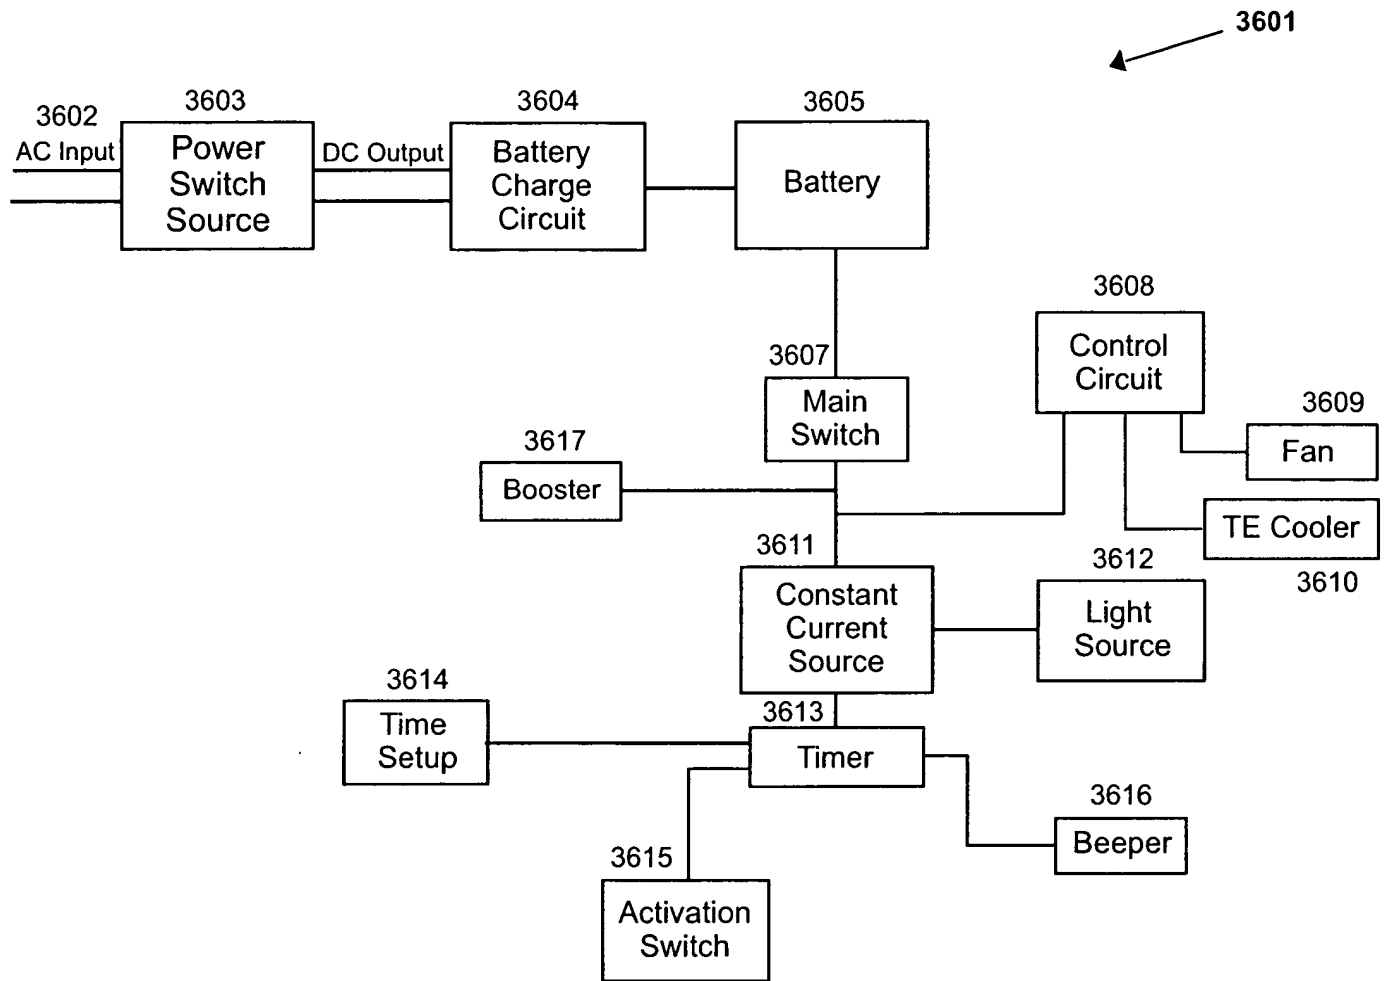 3601
3602
AC Input
3603
Power
Switch
Source
DC Output
3604
Battery
Charge
Circuit
3605
Battery
3607
Main
Switch
3608
Control
Circuit
3609
Fan
TE Cooler
3610
3617
Booster
3611
Constant
Current
Source
3612
Light
Source
3613
Timer
3614
Time
Setup
3615
Activation
Switch
3616
Beeper